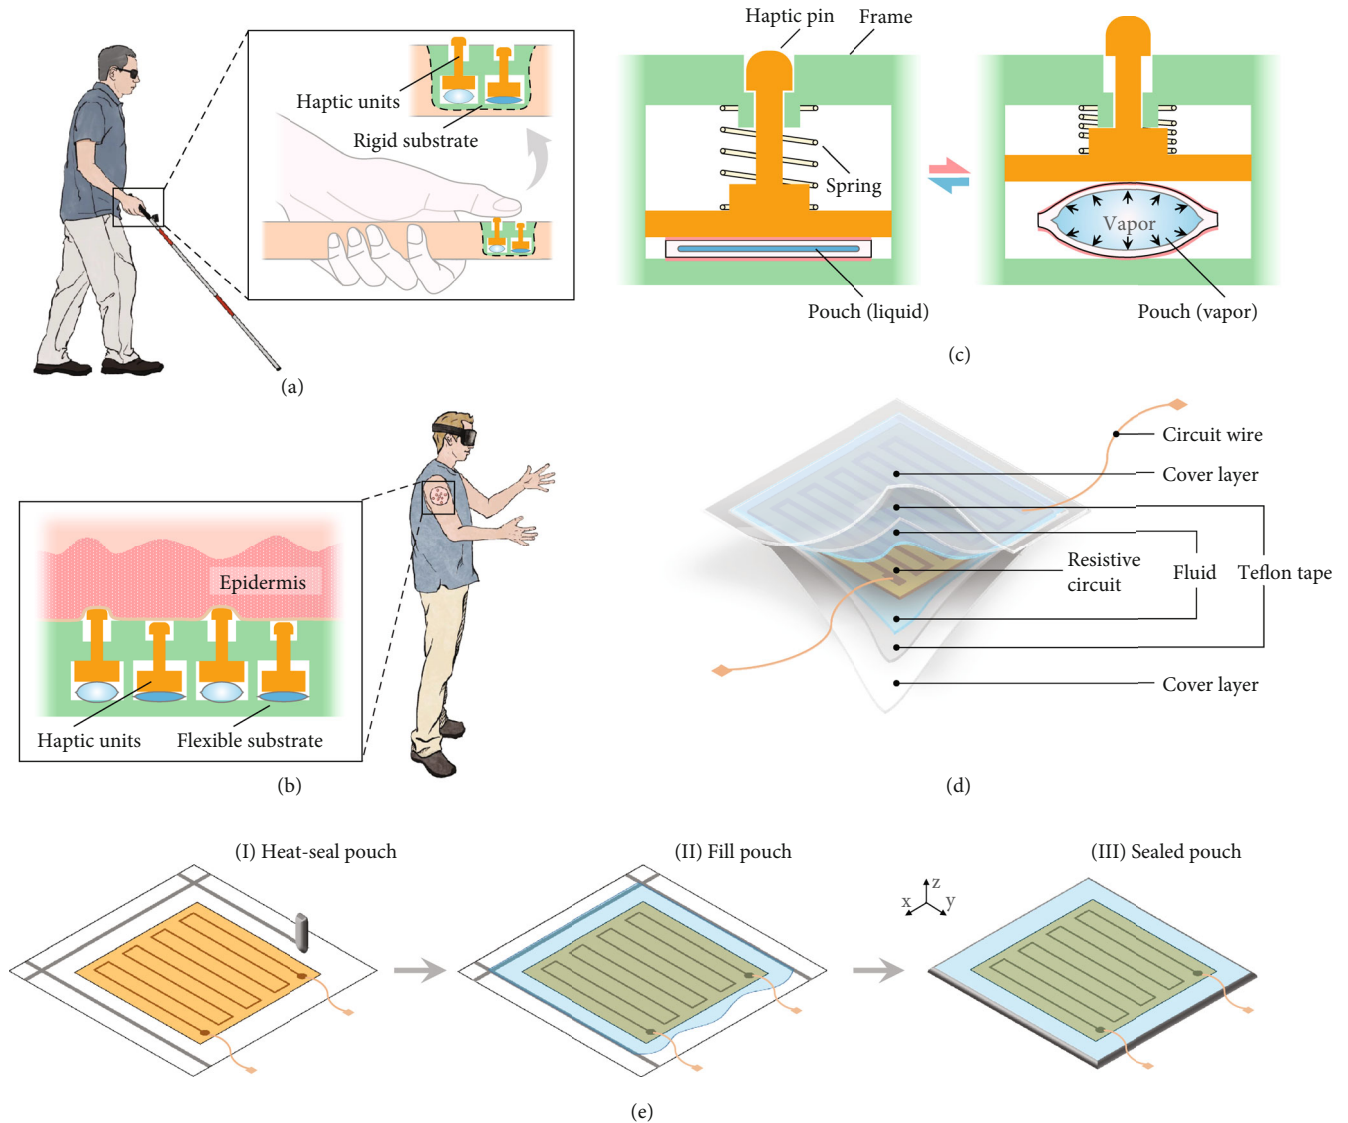 Haptic units
Rigid substrate
(a)
Haptic pin
Frame
Spring
Vapor
Pouch (liquid)
Pouch (vapor)
(c)
Epidermis
Haptic units
Flexible substrate
(b)
Circuit wire
Cover layer
Resistive
circuit
Fluid
Teflon tape
Cover layer
(d)
(I) Heat-seal pouch
(II) Fill pouch
(III) Sealed pouch
z
x
y
(e)